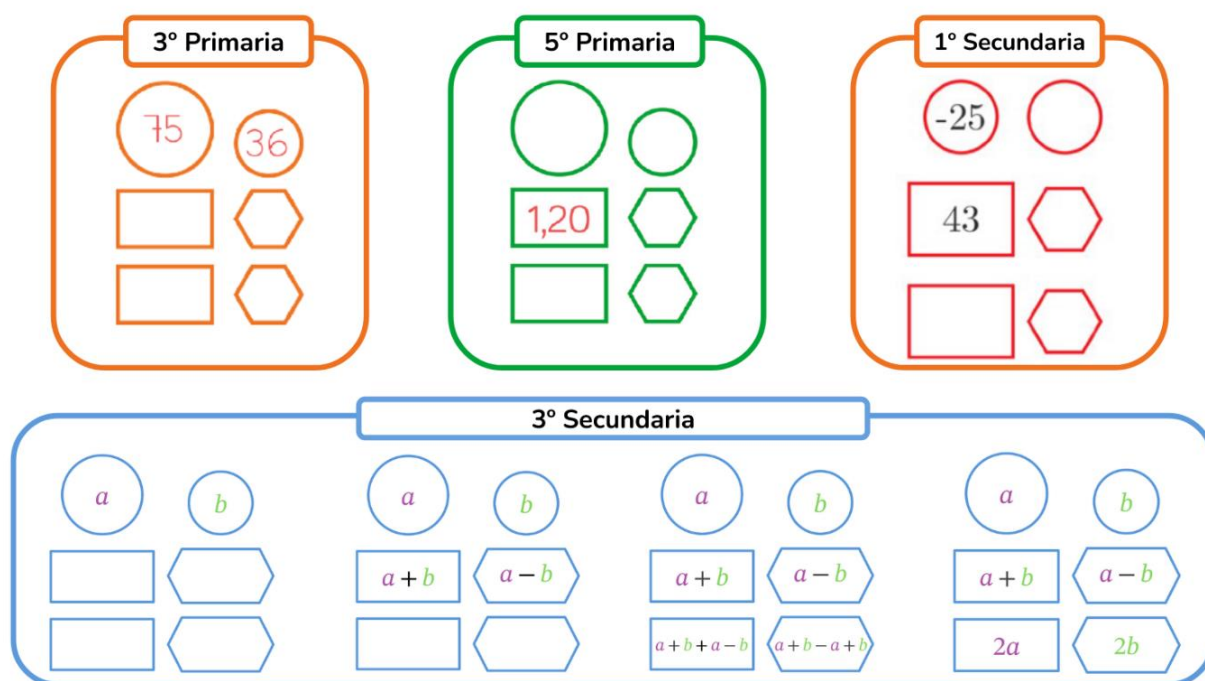 3º Primaria
5º Primaria
1º Secundaria
75
36
1,20
-25
43
3º Secundaria
a
b
a
b
a
b
a
b
a + b
a − b
a + b
a − b
a + b
a − b
a + b + a − b
a + b − a + b
2a
2b